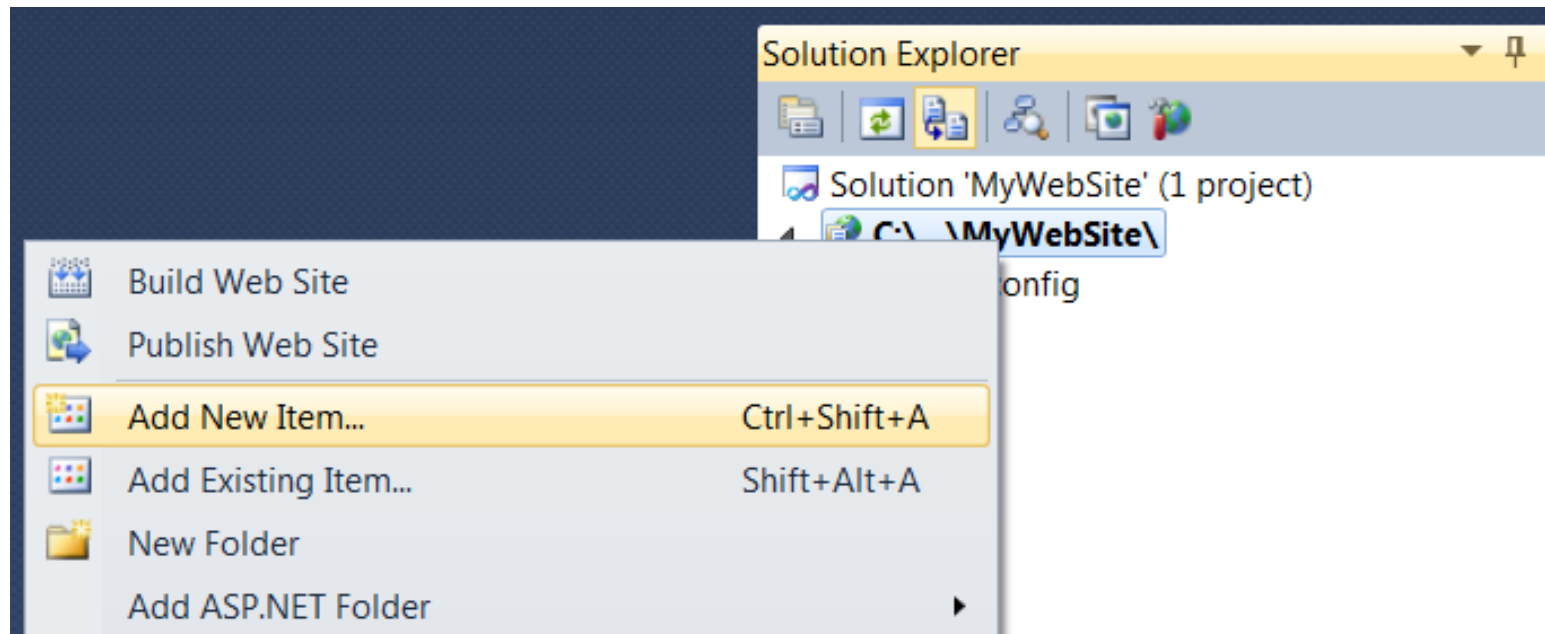 Solution Explorer
Solution 'MyWebSite' (1 project)
C:\...\MyWebSite\
onfig
Build Web Site
Publish Web Site
Add New Item... Ctrl+Shift+A
Add Existing Item... Shift+Alt+A
New Folder
Add ASP.NET Folder